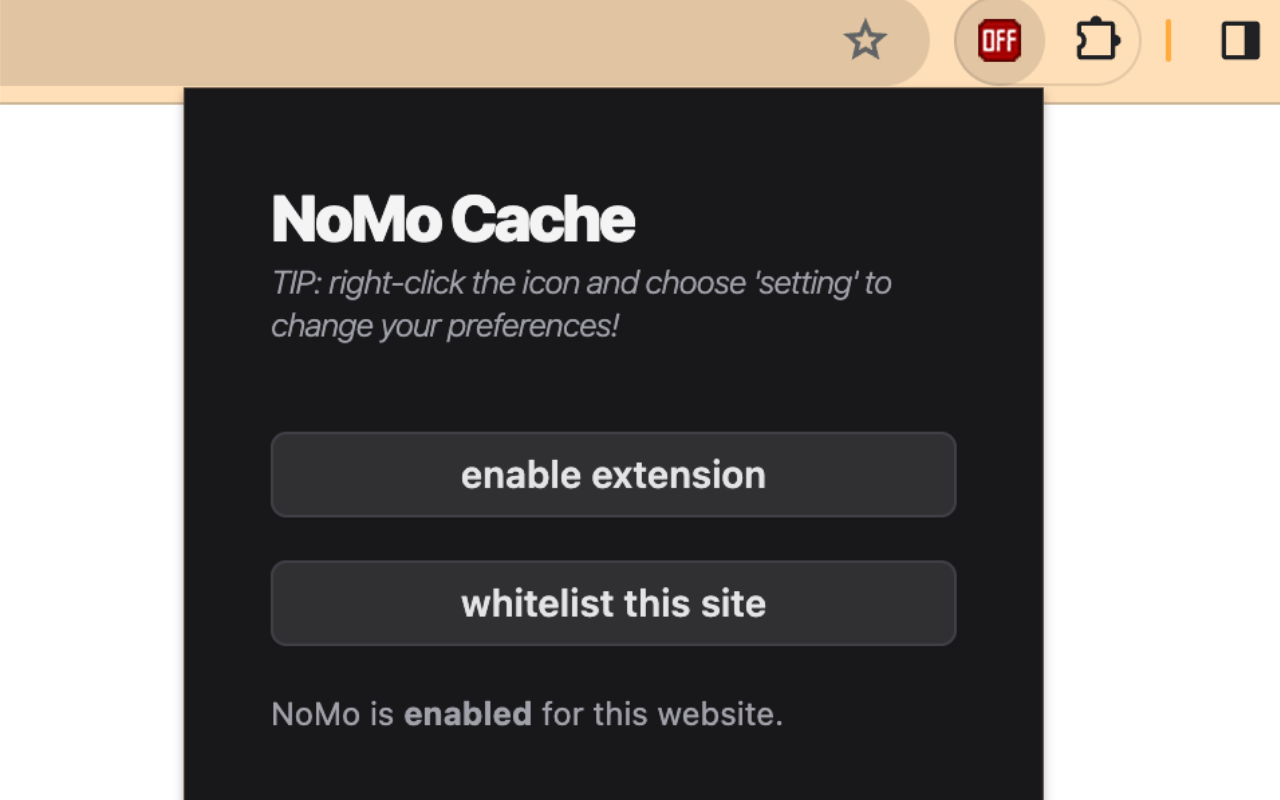 OFF
NoMo Cache
TIP: right-click the icon and choose 'setting' to
change your preferences!
enable extension
whitelist this site
NoMo is enabled for this website.